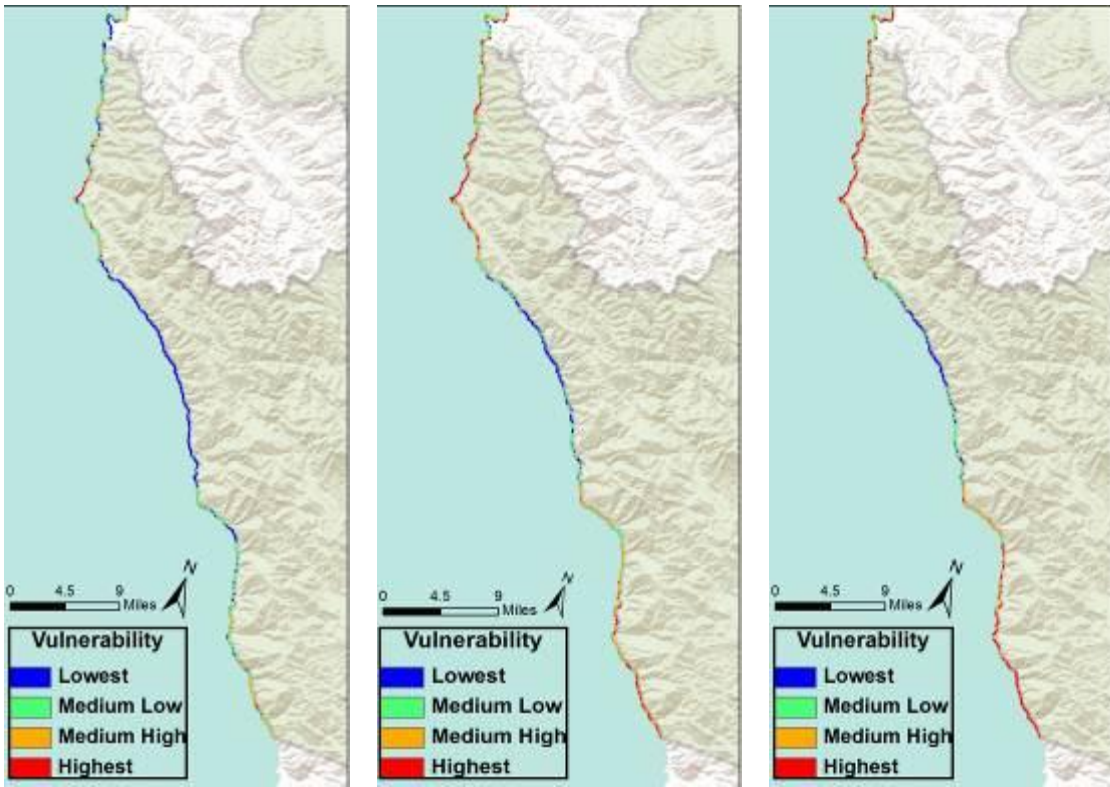 N
0 4.5 9
Miles
Vulnerability
Lowest
Medium Low
Medium High
Highest
N
0 4.5 9
Miles
Vulnerability
Lowest
Medium Low
Medium High
Highest
N
0 4.5 9
Miles
Vulnerability
Lowest
Medium Low
Medium High
Highest